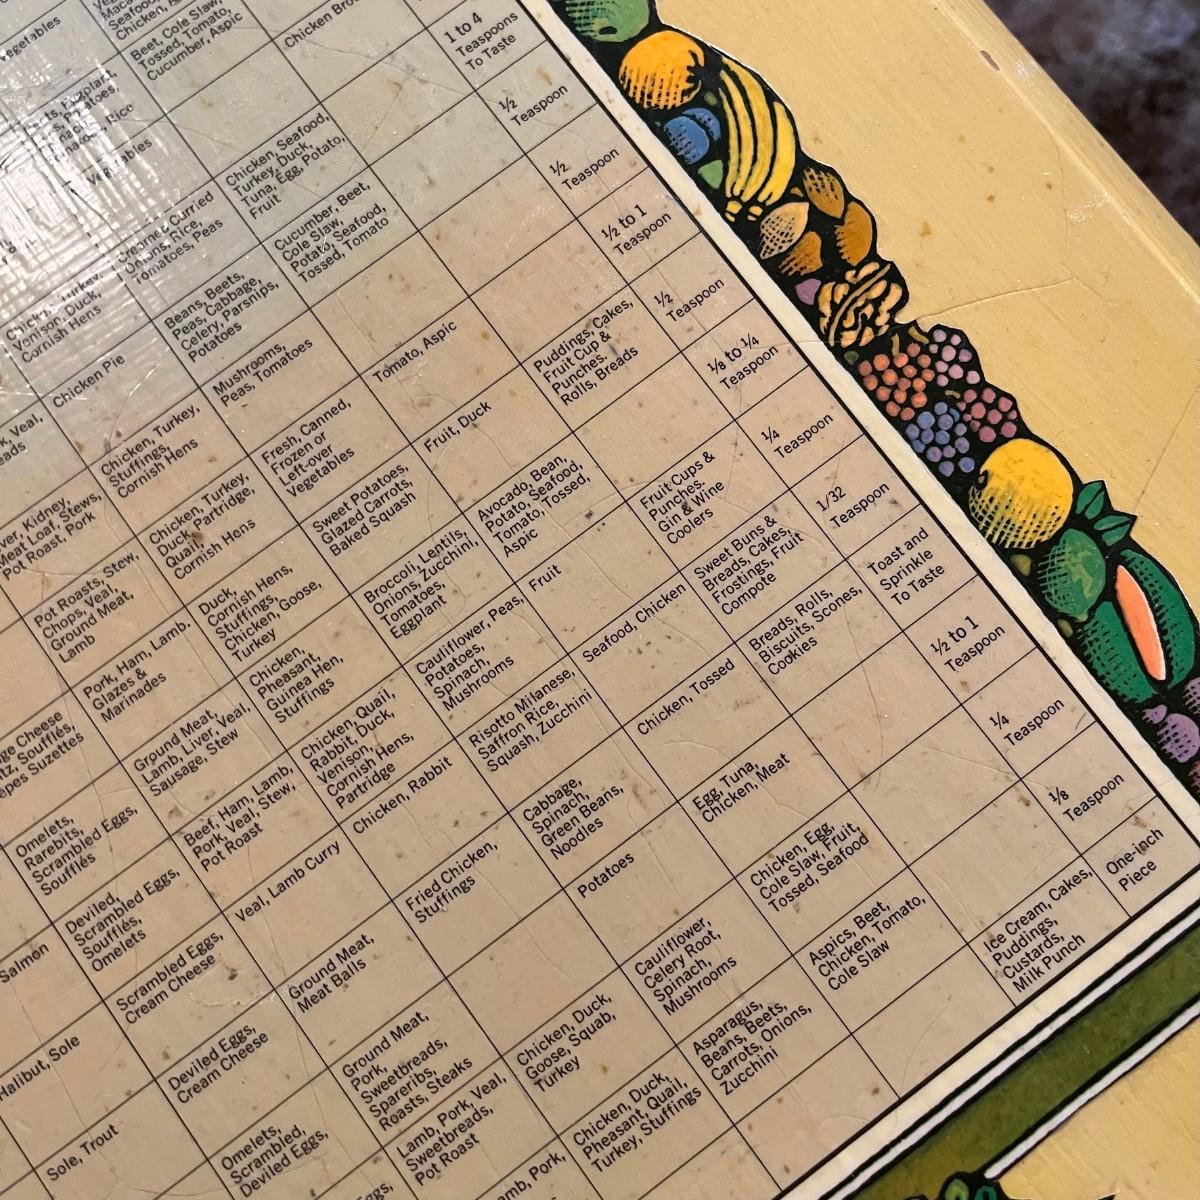 Vegetables
Beet, Cole Slaw,
Tossed, Tomato,
Cucumber, Aspic
1 to 4
Teaspoons
To Taste
½
Teaspoon
Vegetables
Chicken, Seafood,
Turkey, Duck,
Tuna, Egg, Potato,
Fruit
½
Teaspoon
Creamed Curried
Onions, Rice,
Tomatoes, Peas
Cucumber, Beet,
Cole Slaw,
Potato, Seafood,
Tossed, Tomato
½ to 1
Teaspoon
Chicken, Turkey,
Venison, Duck,
Cornish Hens
Beans, Beets,
Peas, Cabbage,
Celery, Parsnips,
Potatoes
Puddings, Cakes,
Fruit Cup &
Punches.
Rolls, Breads
½
Teaspoon
Chicken Pie
Mushrooms,
Peas, Tomatoes
Tomato, Aspic
⅛ to ¼
Teaspoon
Chicken, Turkey,
Stuffings,
Cornish Hens
Fresh, Canned,
Frozen or
Left-over
Vegetables
Fruit, Duck
¼
Teaspoon
Meat Loaf, Stews,
Pot Roast, Pork
Chicken, Turkey,
Duck, Partridge,
Quail,
Cornish Hons
Sweet Potatoes,
Glazed Carrots,
Baked Squash
Avocado, Bean,
Potato, Seafood,
Tomato, Tossed,
Aspic
Fruit Cups &
Punches.
Gin & Wine
Coolers
1/32
Teaspoon
Pot Roasts, Stew,
Chops, Veal,
Ground Meat,
Lamb
Duck,
Cornish Hens,
Stuffings,
Chicken, Goose,
Turkey
Broccoli, Lentils,
Onions, Zucchini,
Tomatoes,
Eggplant
Fruit
Sweet Buns &
Breads, Cakes,
Frostings, Fruit
Compote
Toast and
Sprinkle
To Taste
Pork, Ham, Lamb.
Glazes &
Marinades
Chicken,
Pheasant,
Guinea Hen,
Stuffings
Cauliflower, Peas,
Potatoes,
Spinach,
Mushrooms
Seafood, Chicken
Breads, Rolls,
Biscuits, Scones,
Cookies
½ to 1
Teaspoon
Cheese
Soufflés,
Suzettes
Ground Meat,
Lamb, Liver, Veal,
Sausage, Stew
Chicken, Quail,
Rabbit, Duck,
Venison,
Cornish Hens,
Partridge
Risotto Milanese,
Saffron, Rice,
Squash, Zucchini
Chicken, Tossed
¼
Teaspoon
Omelets,
Rarebits,
Scrambled Eggs,
Soufflés
Beef, Ham, Lamb,
Pork, Veal, Stew,
Pot Roast
Chicken, Rabbit
Cabbage,
Spinach,
Green Beans,
Noodles
Egg, Tuna,
Chicken, Meat
⅛
Teaspoon
Salmon
Deviled,
Scrambled Eggs,
Soufflés,
Omelets
Veal, Lamb Curry
Fried Chicken,
Stuffings
Potatoes
Chicken, Egg,
Cole Slaw, Fruit,
Tossed, Seafood
Ice Cream, Cakes,
Puddings,
Custards,
Milk Punch
One-inch
Piece
Halibut, Sole
Scrambled Eggs,
Cream Cheese
Ground Meat,
Meat Balls
Cauliflower,
Celery Root,
Spinach,
Mushrooms
Aspics, Beet,
Chicken, Tomato,
Cole Slaw
Sole, Trout
Deviled Eggs,
Cream Cheese
Ground Meat,
Pork,
Sweetbreads,
Spareribs,
Roasts, Steaks
Chicken, Duck,
Goose, Squab,
Turkey
Asparagus,
Beans, Beets,
Carrots, Onions,
Zucchini
Omelets,
Scrambled,
Deviled Eggs,
Lamb, Pork, Veal,
Sweetbreads,
Pot Roast
Chicken, Duck,
Pheasant, Quail,
Turkey, Stuffings